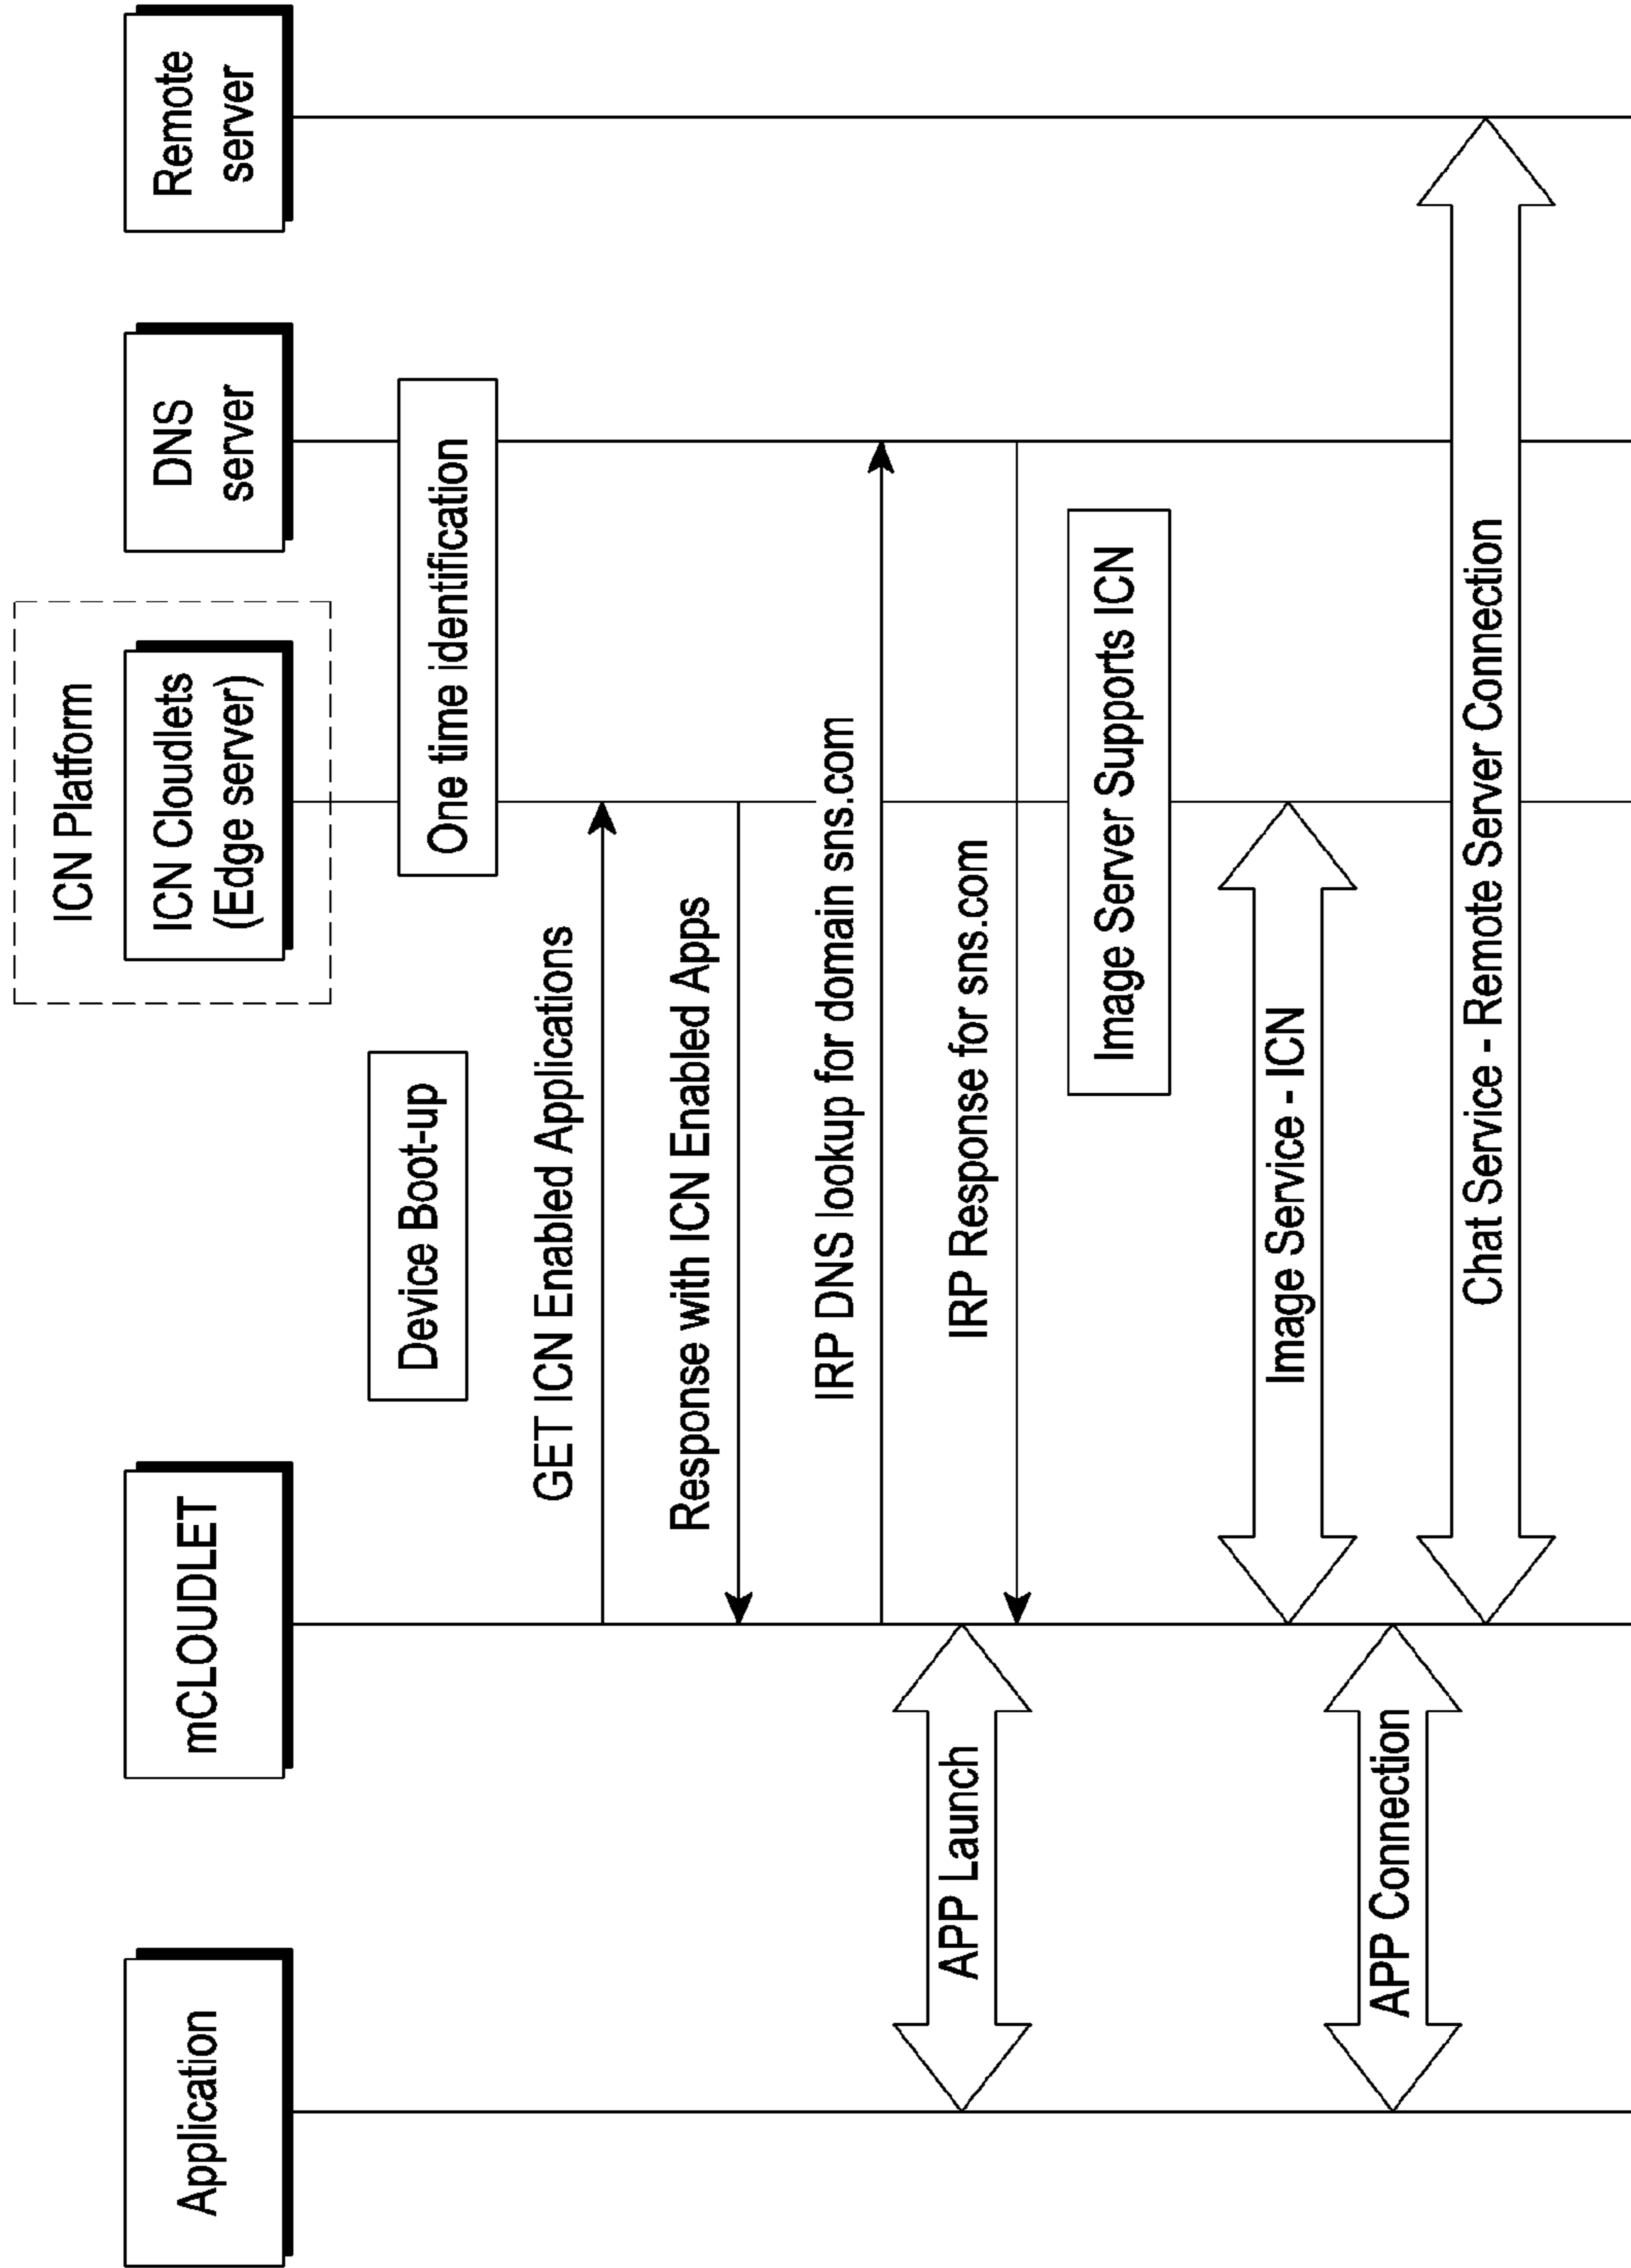 ICN Platform
Application
mCLOUDLET
ICN Cloudlets
(Edge server)
DNS
server
Remote
server
Device Boot-up
One time identification
GET ICN Enabled Applications
Response with ICN Enabled Apps
IRP DNS lookup for domain sns.com
APP Launch
IRP Response for sns.com
Image Server Supports ICN
Image Service - ICN
APP Connection
Chat Service - Remote Server Connection